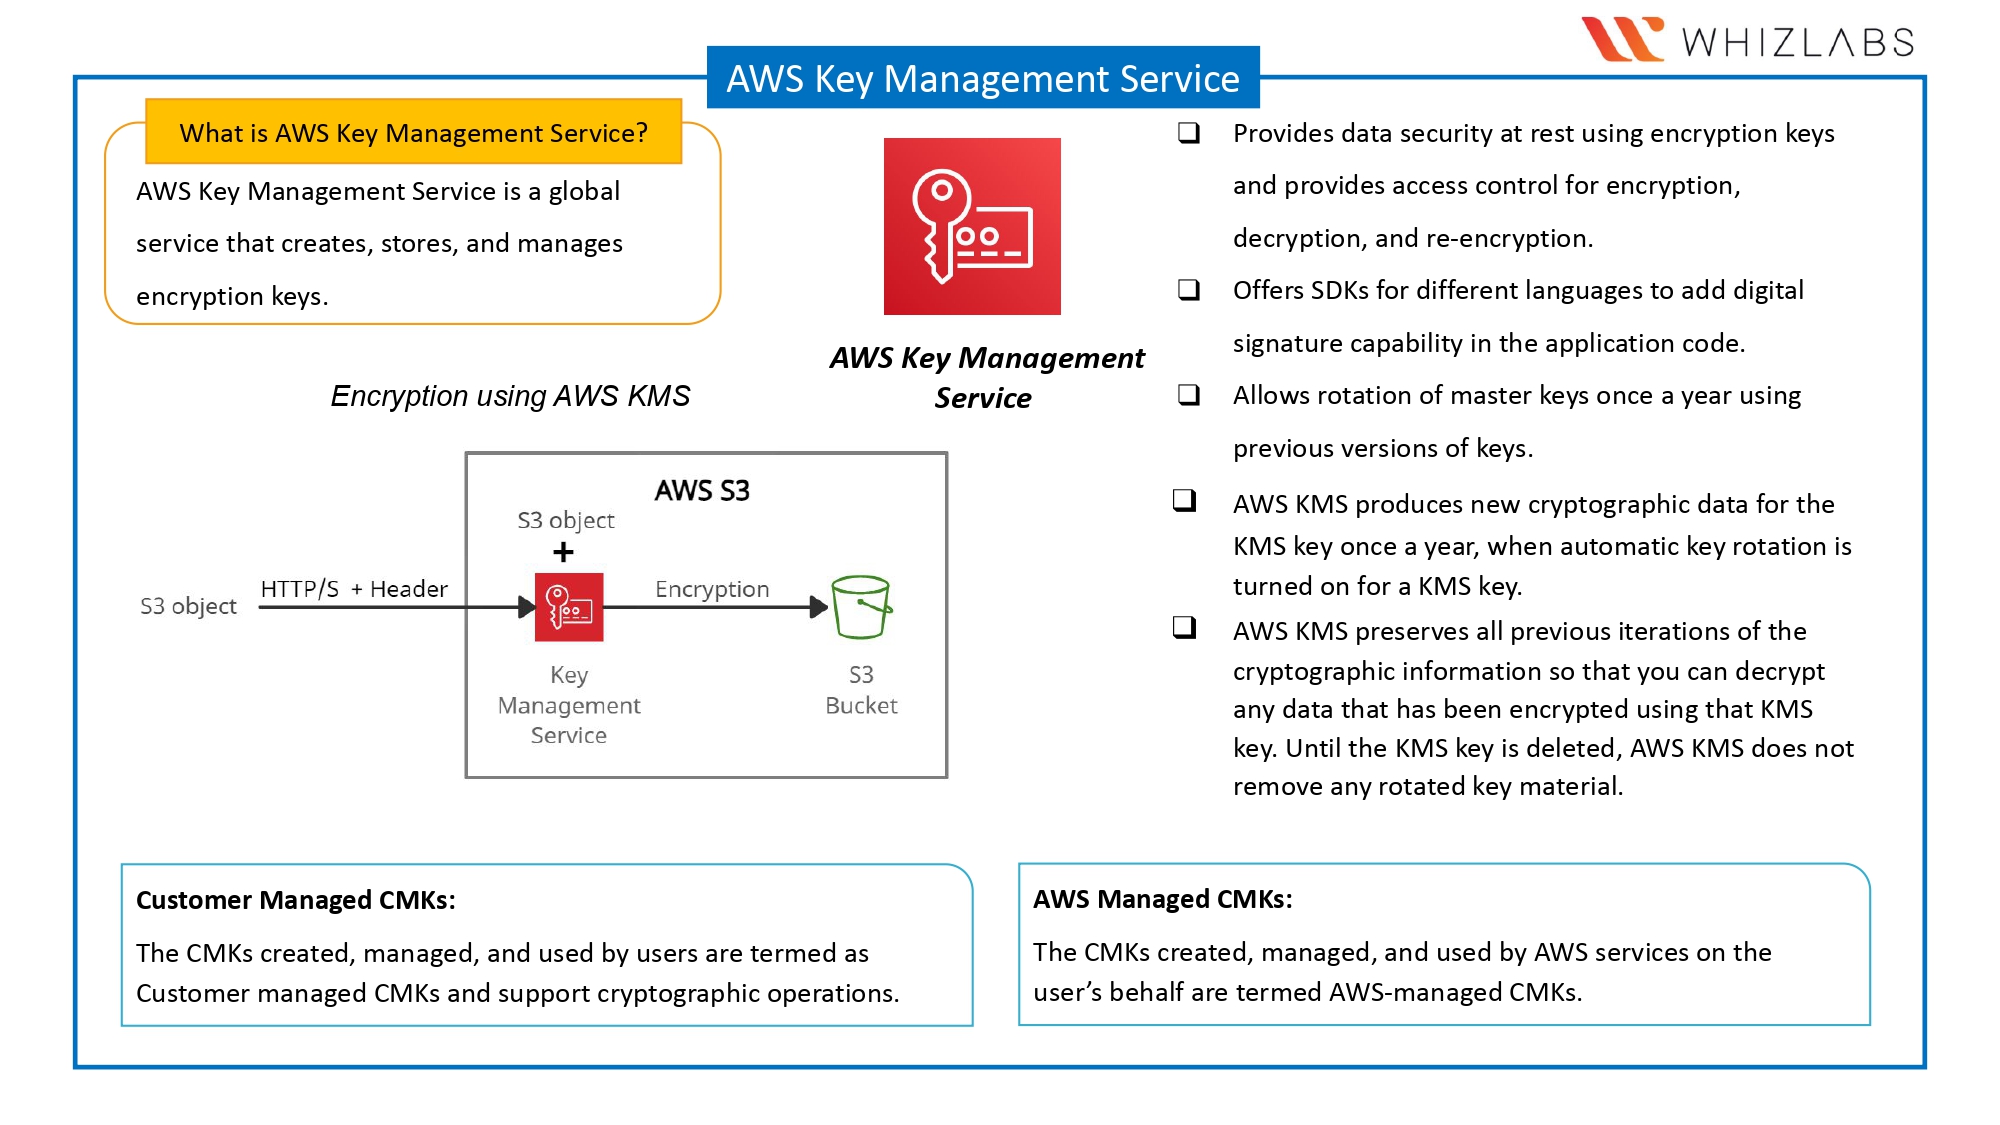 WHIZLABS
AWS Key Management Service
What is AWS Key Management Service?
AWS Key Management Service is a global
service that creates, stores, and manages
encryption keys.
AWS Key Management
Service
Encryption using AWS KMS
AWS S3
S3 object
+
S3 object
HTTP/S + Header
Encryption
Key
Management
Service
S3
Bucket
❑ Provides data security at rest using encryption keys
and provides access control for encryption,
decryption, and re-encryption.
❑ Offers SDKs for different languages to add digital
signature capability in the application code.
❑ Allows rotation of master keys once a year using
previous versions of keys.
❑ AWS KMS produces new cryptographic data for the
KMS key once a year, when automatic key rotation is
turned on for a KMS key.
❑ AWS KMS preserves all previous iterations of the
cryptographic information so that you can decrypt
any data that has been encrypted using that KMS
key. Until the KMS key is deleted, AWS KMS does not
remove any rotated key material.
Customer Managed CMKs:
The CMKs created, managed, and used by users are termed as
Customer managed CMKs and support cryptographic operations.
AWS Managed CMKs:
The CMKs created, managed, and used by AWS services on the
user’s behalf are termed AWS-managed CMKs.